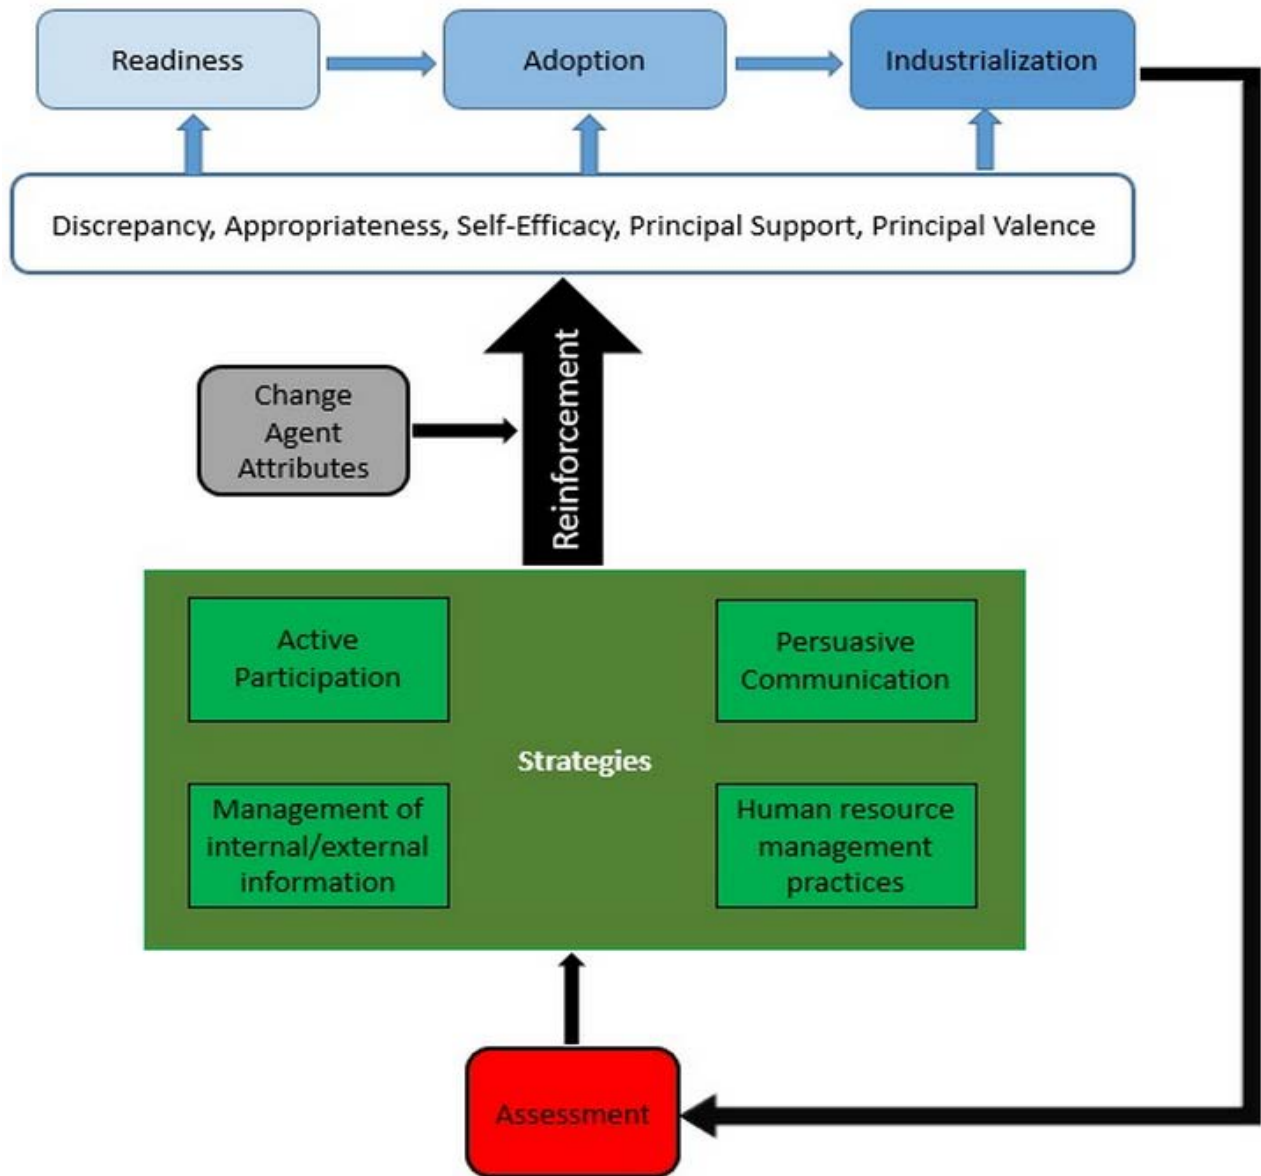 Readiness
Adoption
Industrialization
Discrepancy, Appropriateness, Self-Efficacy, Principal Support, Principal Valence
Change
Agent
Attributes
Reinforcement
Active
Participation
Persuasive
Communication
Strategies
Management of
internal/external
information
Human resource
management
practices
Assessment